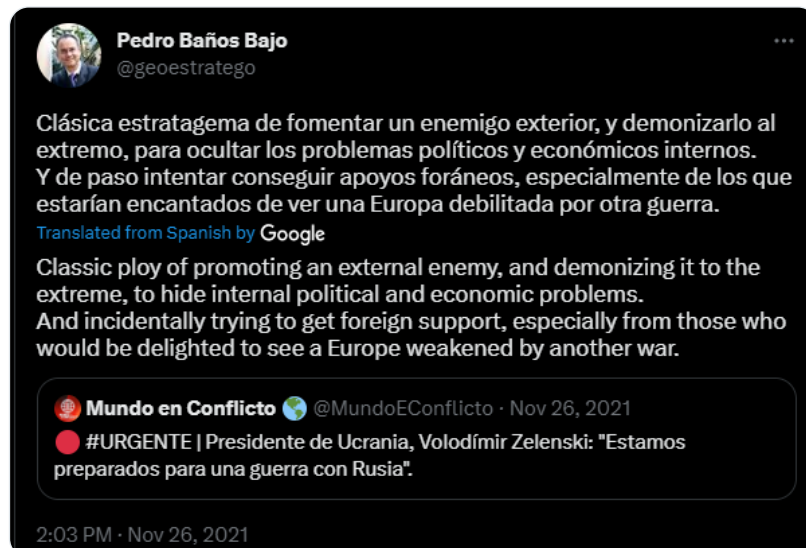 Pedro Baños Bajo
@geoestratego
Clásica estratagema de fomentar un enemigo exterior, y demonizarlo al
extremo, para ocultar los problemas políticos y económicos internos.
Y de paso intentar conseguir apoyos foráneos, especialmente de los que
estarían encantados de ver una Europa debilitada por otra guerra.
Translated from Spanish by Google
Classic ploy of promoting an external enemy, and demonizing it to the
extreme, to hide internal political and economic problems.
And incidentally trying to get foreign support, especially from those who
would be delighted to see a Europe weakened by another war.
Mundo en Conflicto 🌎 @MundoEConflicto · Nov 26, 2021
🔴 #URGENTE | Presidente de Ucrania, Volodímir Zelenski: "Estamos
preparados para una guerra con Rusia".
2:03 PM · Nov 26, 2021